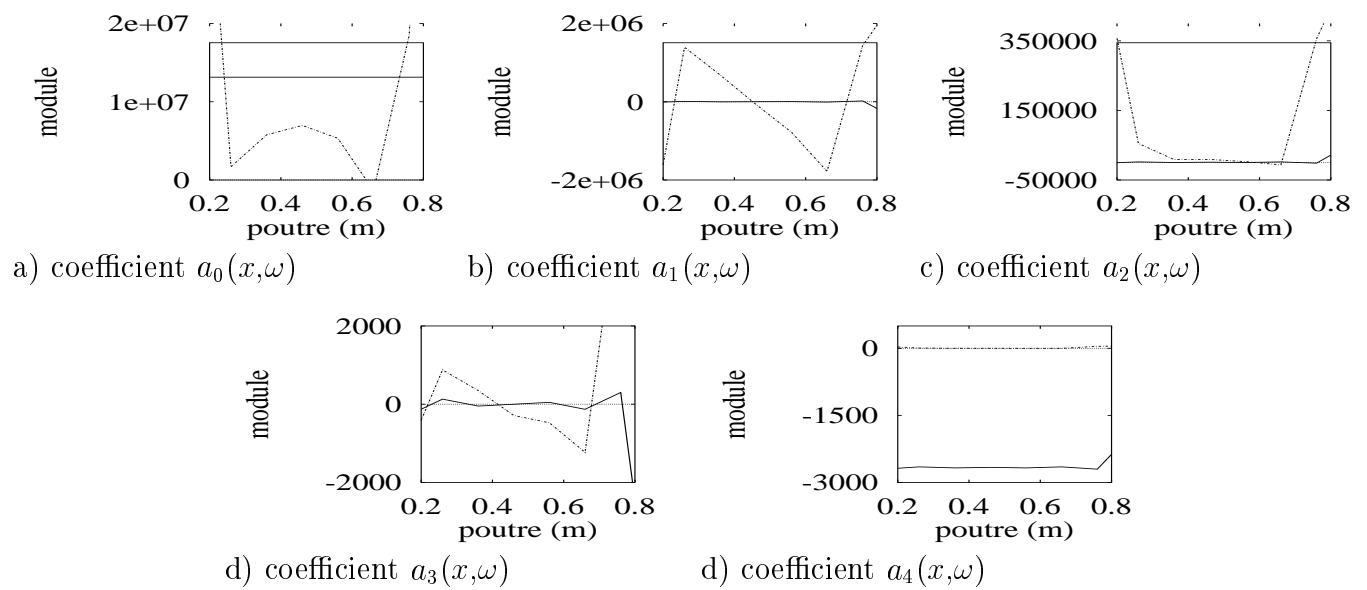 2e+07
1e+07
0
module
0.2 0.4 0.6 0.8
poutre (m)
a) coefficient a₀(x,ω)
2e+06
0
-2e+06
module
0.2 0.4 0.6 0.8
poutre (m)
b) coefficient a₁(x,ω)
350000
150000
-50000
module
0.2 0.4 0.6 0.8
poutre (m)
c) coefficient a₂(x,ω)
2000
0
-2000
module
0.2 0.4 0.6 0.8
poutre (m)
d) coefficient a₃(x,ω)
0
-1500
-3000
module
0.2 0.4 0.6 0.8
poutre (m)
d) coefficient a₄(x,ω)